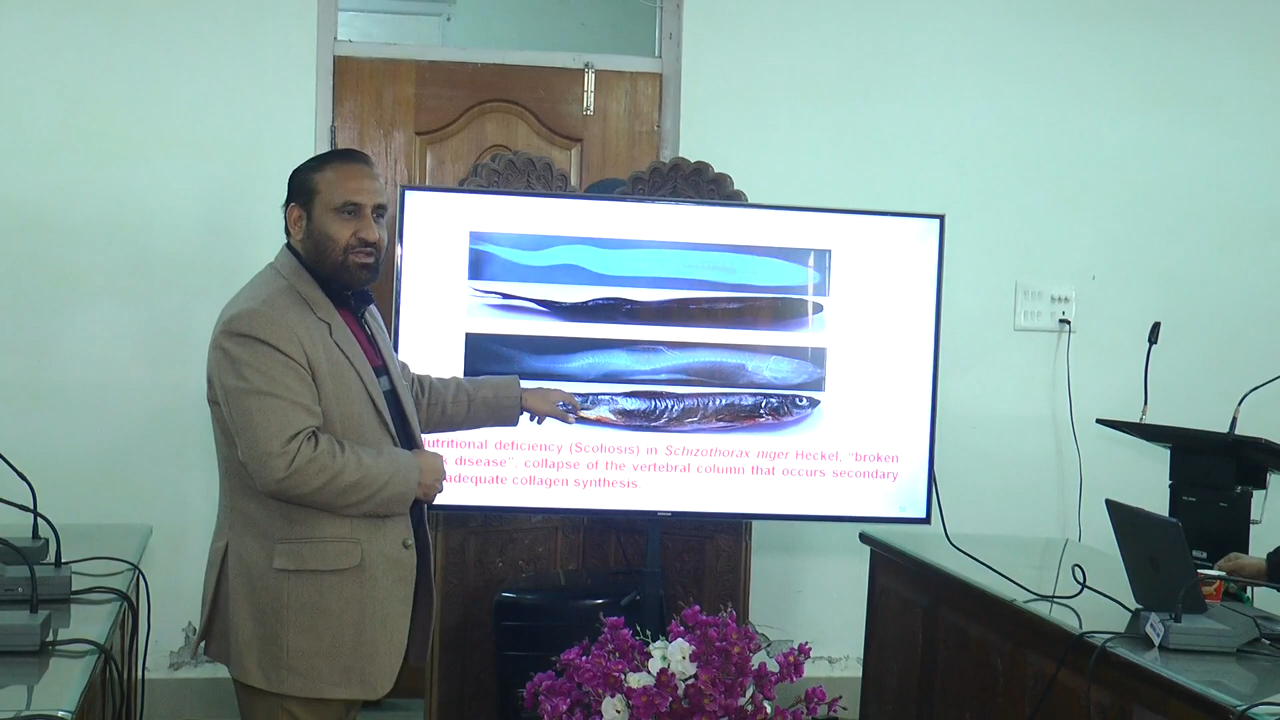 Nutritional deficiency (Scoliosis) in Schizothorax niger Heckel, "broken
disease", collapse of the vertebral column that occurs secondary
adequate collagen synthesis.
SAMSUNG